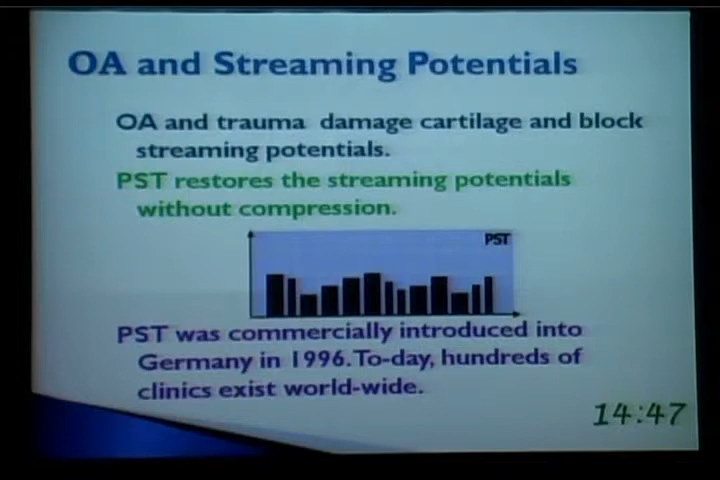 OA and Streaming Potentials
OA and trauma damage cartilage and block
streaming potentials.
PST restores the streaming potentials
without compression.
PST
PST was commercially introduced into
Germany in 1996. To-day, hundreds of
clinics exist world-wide.
14:47